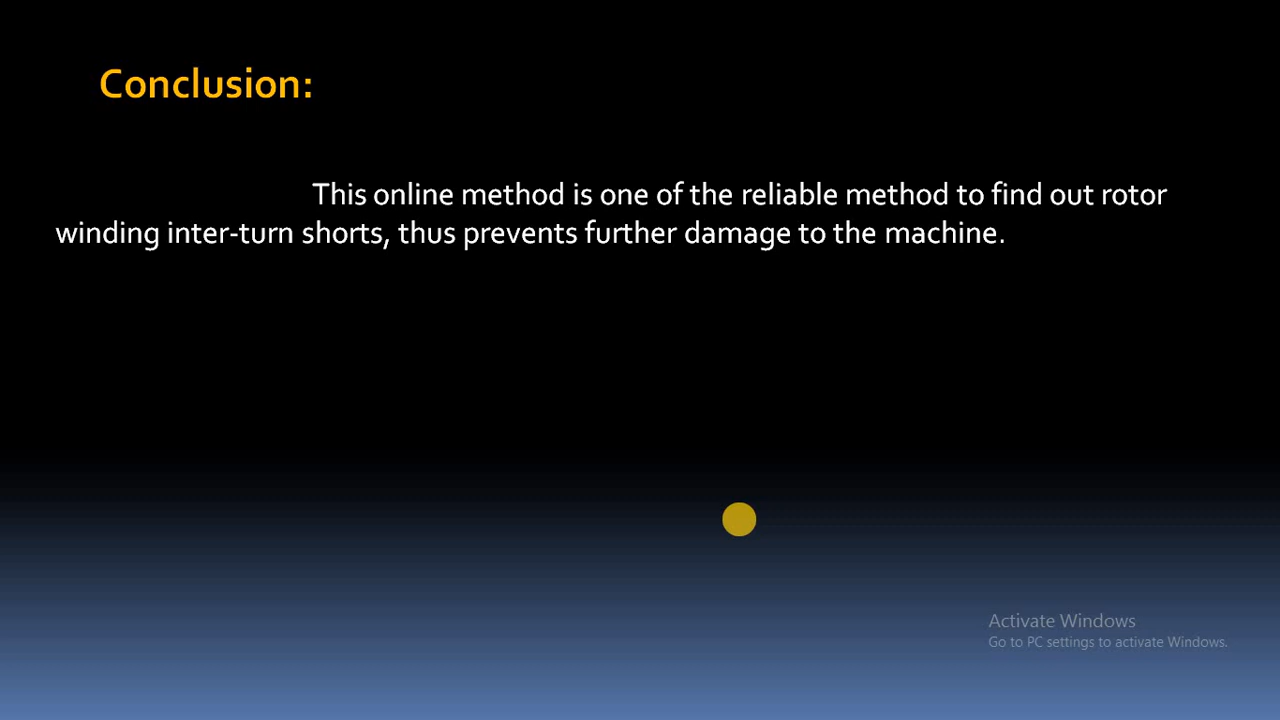 Conclusion:
This online method is one of the reliable method to find out rotor
winding inter-turn shorts, thus prevents further damage to the machine.
Activate Windows
Go to PC settings to activate Windows.